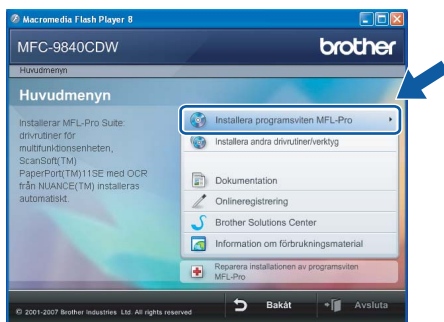 Macromedia Flash Player 8
MFC-9840CDW
brother
Huvudmenyn
Huvudmenyn
Installerar MFL-Pro Suite:
drivrutiner för
multifunktionsenheten,
ScanSoft(TM)
PaperPort(TM)11SE med OCR
från NUANCE(TM) installeras
automatiskt.
Installera programsviten MFL-Pro
Installera andra drivrutiner/verktyg
Dokumentation
Onlineregistrering
Brother Solutions Center
Information om förbrukningsmaterial
Reparera installationen av programsviten
MFL-Pro
© 2001-2007 Brother Industries Ltd. All rights reserved
Bakåt
Avsluta